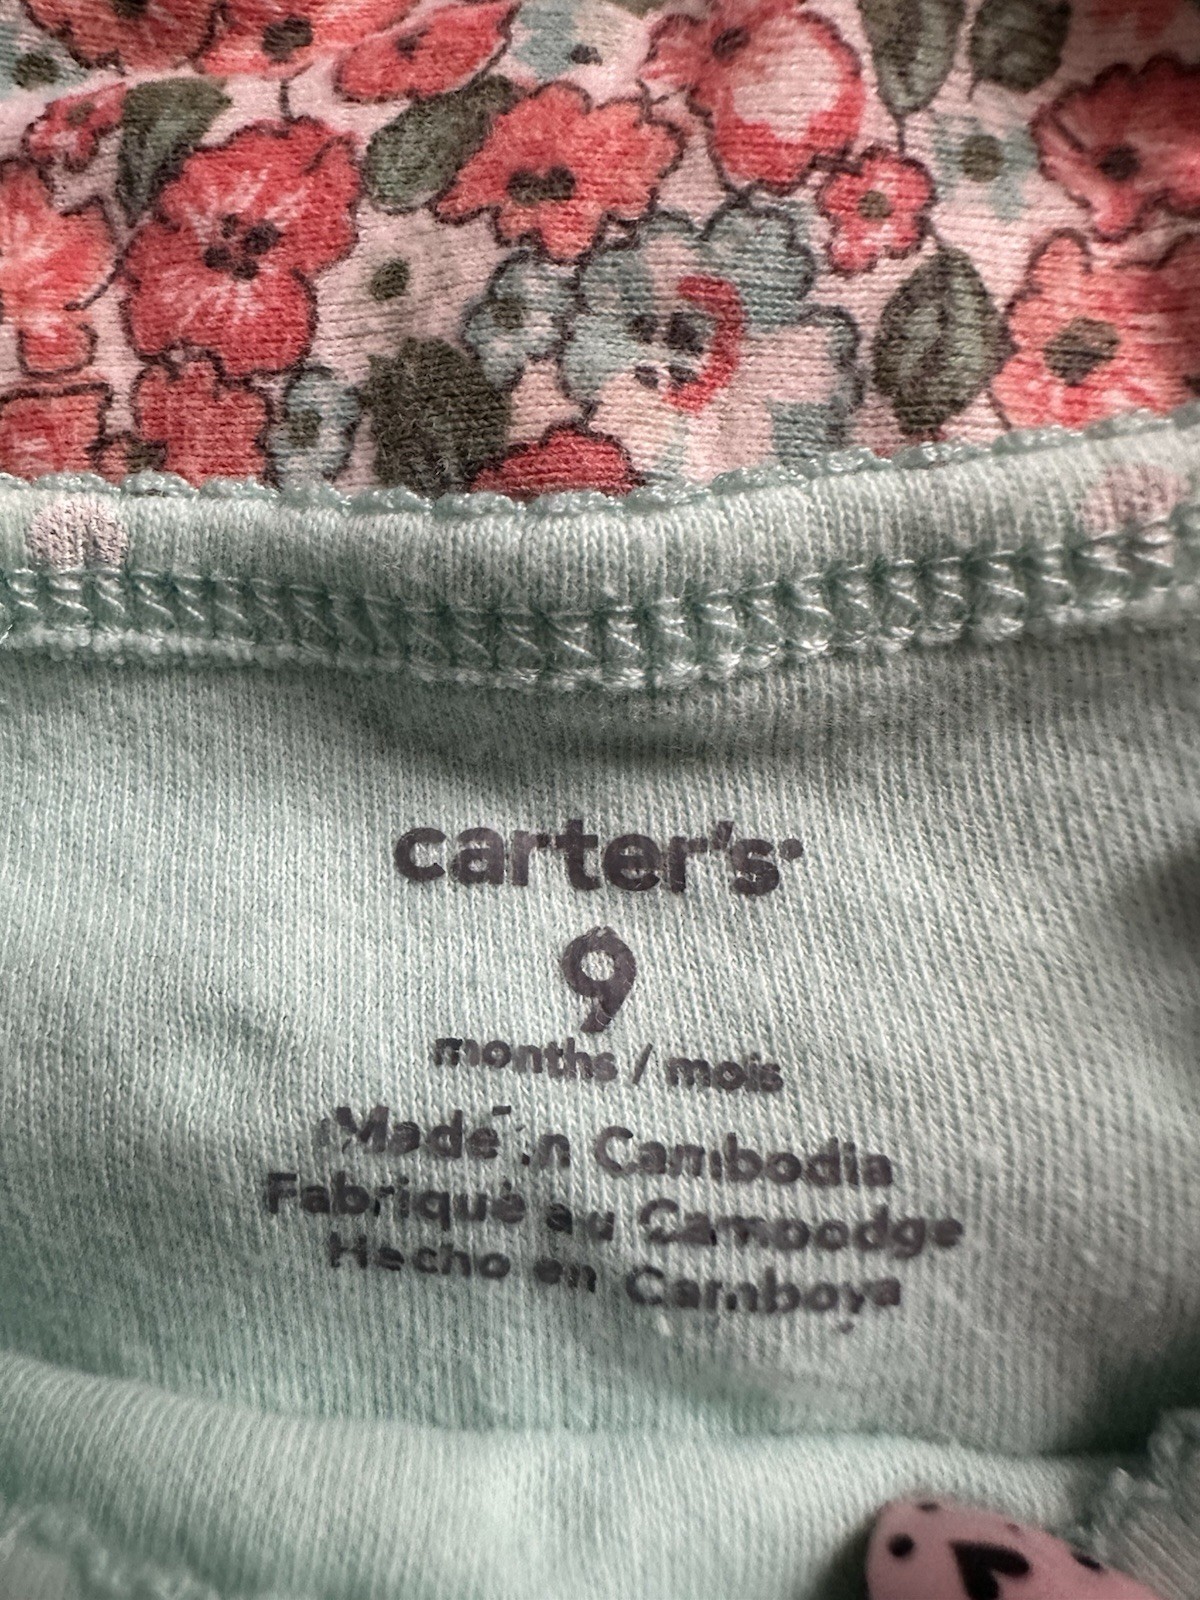 carter's
9
months / mois
Made in Cambodia
Fabriqué au Cambodge
Hecho en Camboya